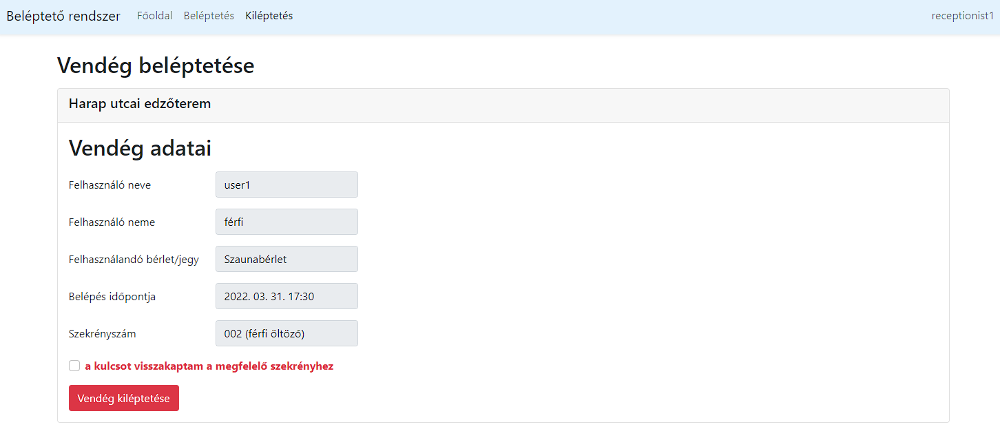 Beléptető rendszer Főoldal Beléptetés Kiléptetés receptionist1
Vendég beléptetése
Harap utcai edzőterem
Vendég adatai
Felhasználó neve user1
Felhasználó neme férfi
Felhasználandó bérlet/jegy Szaunabérlet
Belépés időpontja 2022. 03. 31. 17:30
Szekrényszám 002 (férfi öltöző)
a kulcsot visszakaptam a megfelelő szekrényhez
Vendég kiléptetése